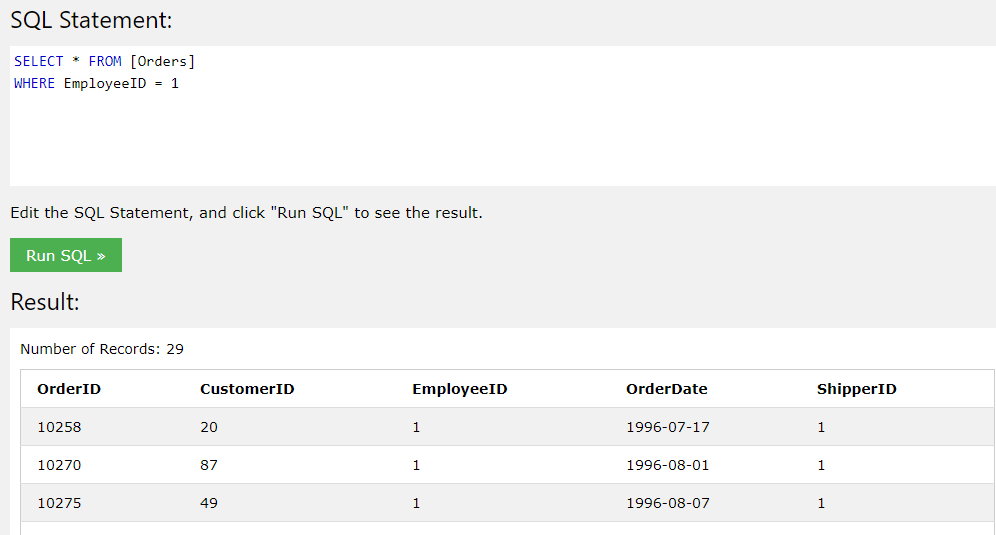 SQL Statement:
SELECT * FROM [Orders]
WHERE EmployeeID = 1
Edit the SQL Statement, and click "Run SQL" to see the result.
Run SQL »
Result:
Number of Records: 29
OrderID CustomerID EmployeeID OrderDate ShipperID
10258 20 1 1996-07-17 1
10270 87 1 1996-08-01 1
10275 49 1 1996-08-07 1